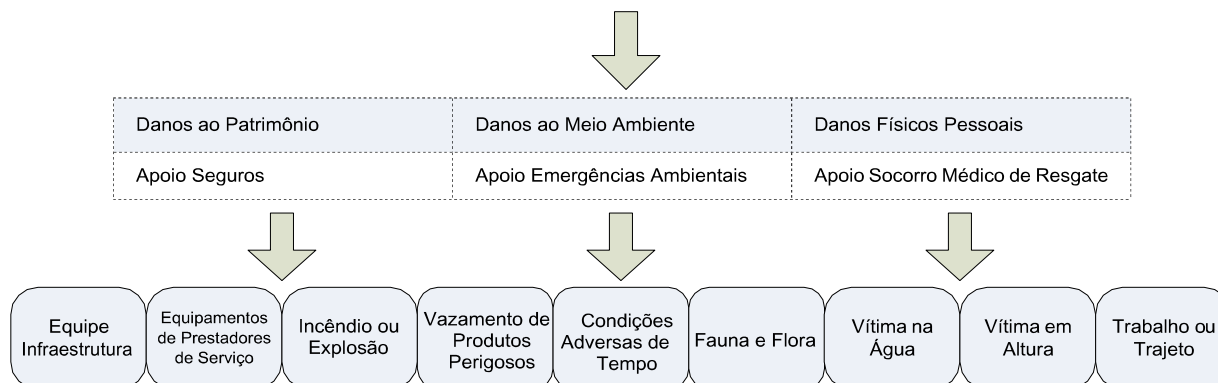 Danos ao Patrimônio
Danos ao Meio Ambiente
Danos Físicos Pessoais
Apoio Seguros
Apoio Emergências Ambientais
Apoio Socorro Médico de Resgate
Equipe
Infraestrutura
Equipamentos
de Prestadores
de Serviço
Incêndio ou
Explosão
Vazamento de
Produtos
Perigosos
Condições
Adversas de
Tempo
Fauna e Flora
Vítima na
Água
Vítima em
Altura
Trabalho ou
Trajeto